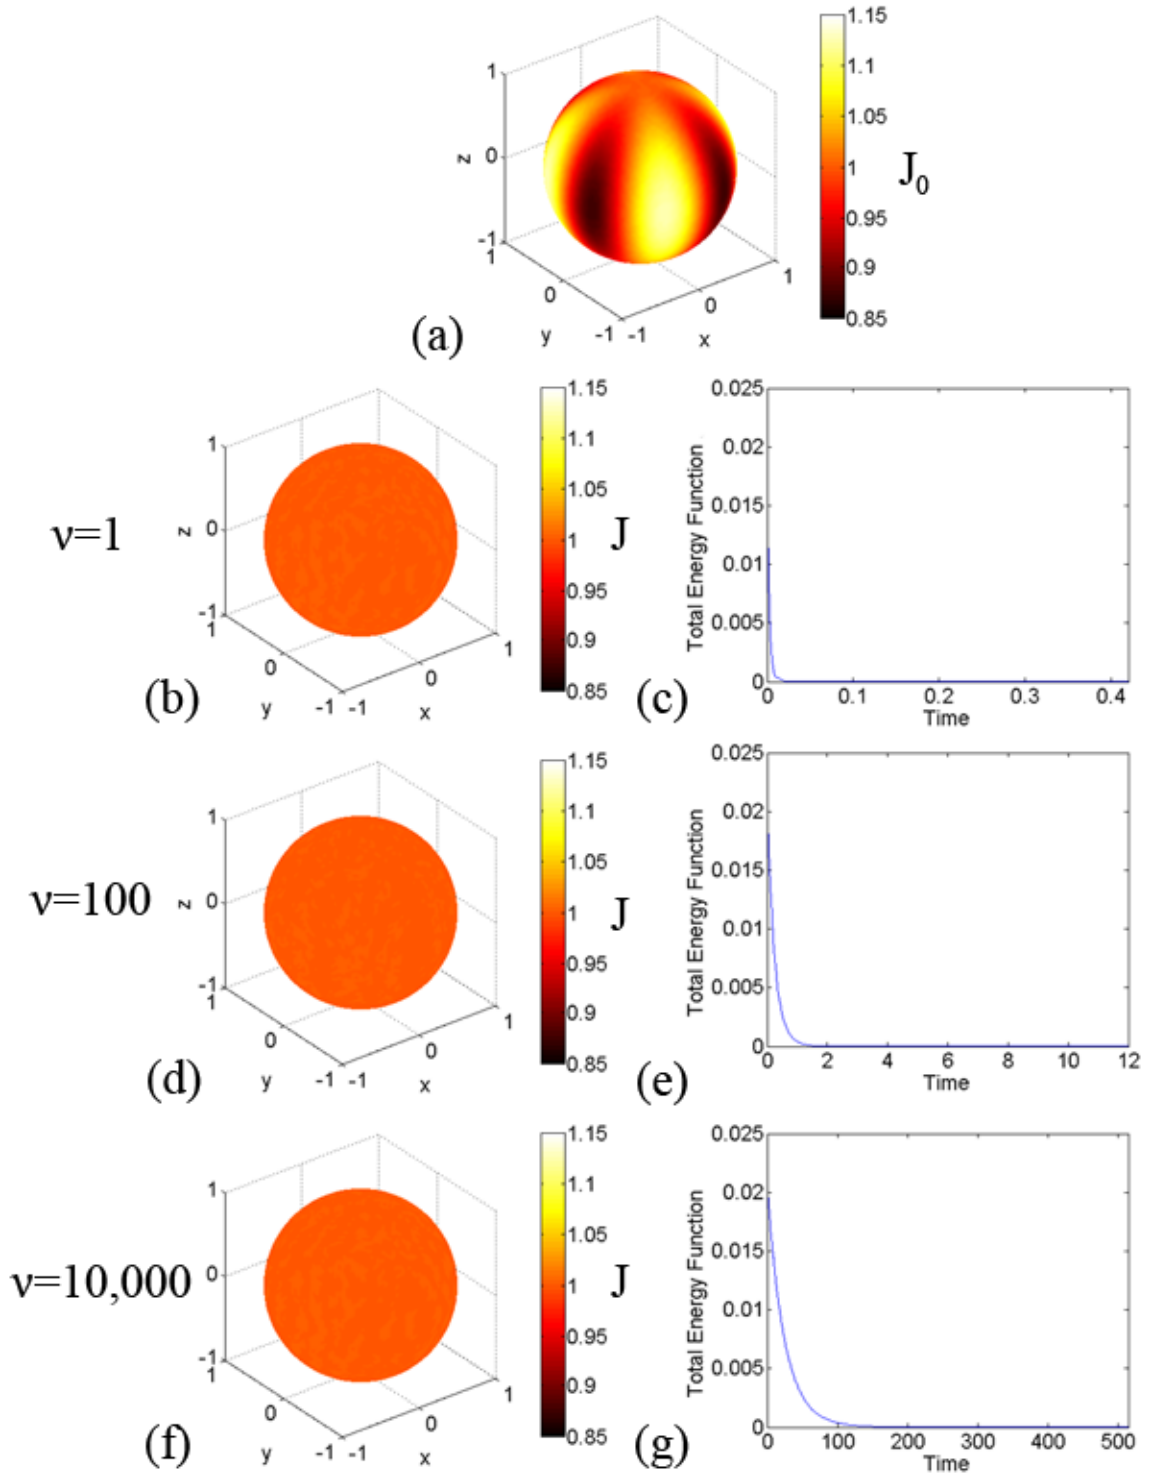 1
0
-1
z
1
0
-1
y
-1
0
1
x
1.15
1.1
1.05
1
0.95
0.9
0.85
J₀
(a)
ν=1
1
0
-1
z
1
0
-1
y
-1
0
1
x
1.15
1.1
1.05
1
0.95
0.9
0.85
J
(b)
0.025
0.02
0.015
0.01
0.005
0
Total Energy Function
0 0.1 0.2 0.3 0.4
Time
(c)
ν=100
1
0
-1
z
1
0
-1
y
-1
0
1
x
1.15
1.1
1.05
1
0.95
0.9
0.85
J
(d)
0.025
0.02
0.015
0.01
0.005
0
Total Energy Function
0 2 4 6 8 10 12
Time
(e)
ν=10,000
1
0
-1
z
1
0
-1
y
-1
0
1
x
1.15
1.1
1.05
1
0.95
0.9
0.85
J
(f)
0.025
0.02
0.015
0.01
0.005
0
Total Energy Function
0 100 200 300 400 500
Time
(g)